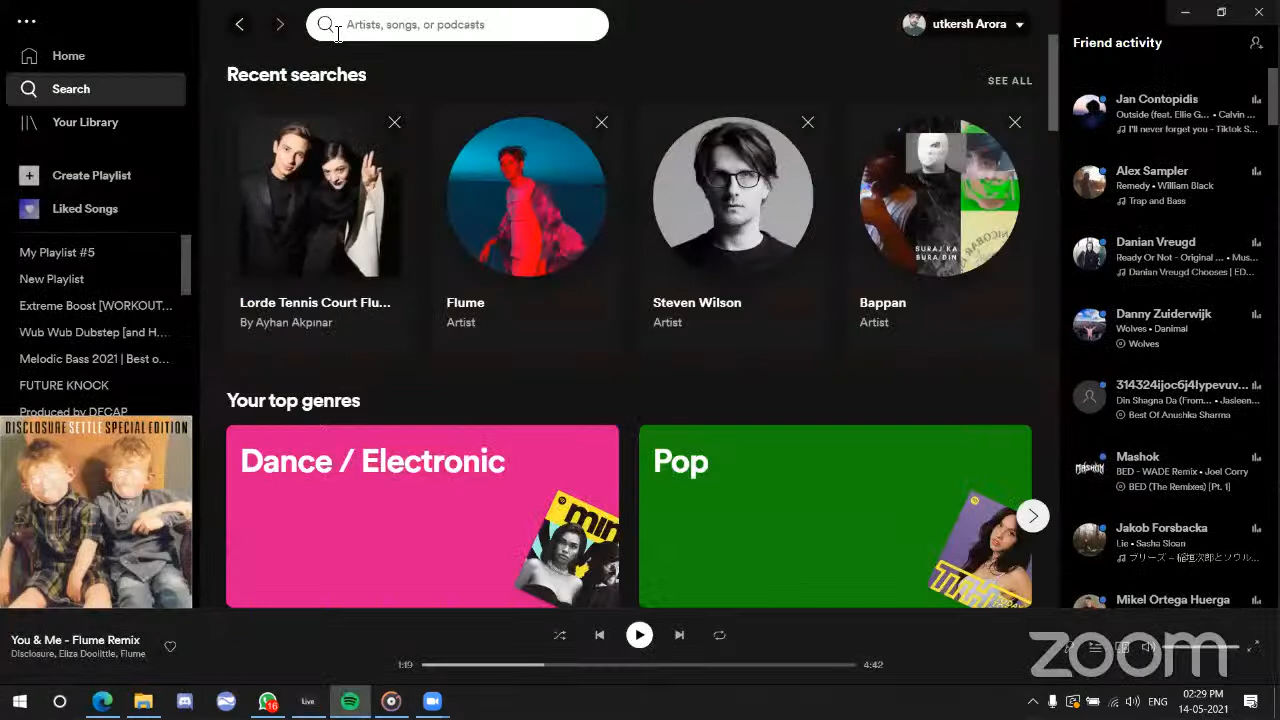 Artists, songs, or podcasts
utkersh Arora
Home
Search
Your Library
Create Playlist
Liked Songs
My Playlist #5
New Playlist
Extreme Boost [WORKOUT...
Wub Wub Dubstep [and H...
Melodic Bass 2021 | Best o...
FUTURE KNOCK
Produced by DECAP
DISCLOSURE SETTLE SPECIAL EDITION
Recent searches
SEE ALL
Lorde Tennis Court Flu...
By Ayhan Akpınar
Flume
Artist
Steven Wilson
Artist
SURAJ KA
BURA DIN
Bappan
Artist
Your top genres
Dance / Electronic
Pop
Friend activity
Jan Contopidis
Outside (feat. Ellie G... • Calvin ...
I'll never forget you - Tiktok S...
Alex Sampler
Remedy • William Black
Trap and Bass
Danian Vreugd
Ready Or Not - Original ... • Mus...
Danian Vreugd Chooses | ED...
Danny Zuiderwijk
Wolves • Danimal
Wolves
314324ijoc6j4lypevuv...
Din Shagna Da (From... • Jasleen...
Best Of Anushka Sharma
Mashok
BED - WADE Remix • Joel Corry
BED (The Remixes) [Pt. 1]
Jakob Forsbacka
Lie • Sasha Sloan
Mikel Ortega Huerga
You & Me - Flume Remix
Disclosure, Eliza Doolittle, Flume
1:19
4:42
zoom
16
Live
ENG
02:29 PM
14-05-2021